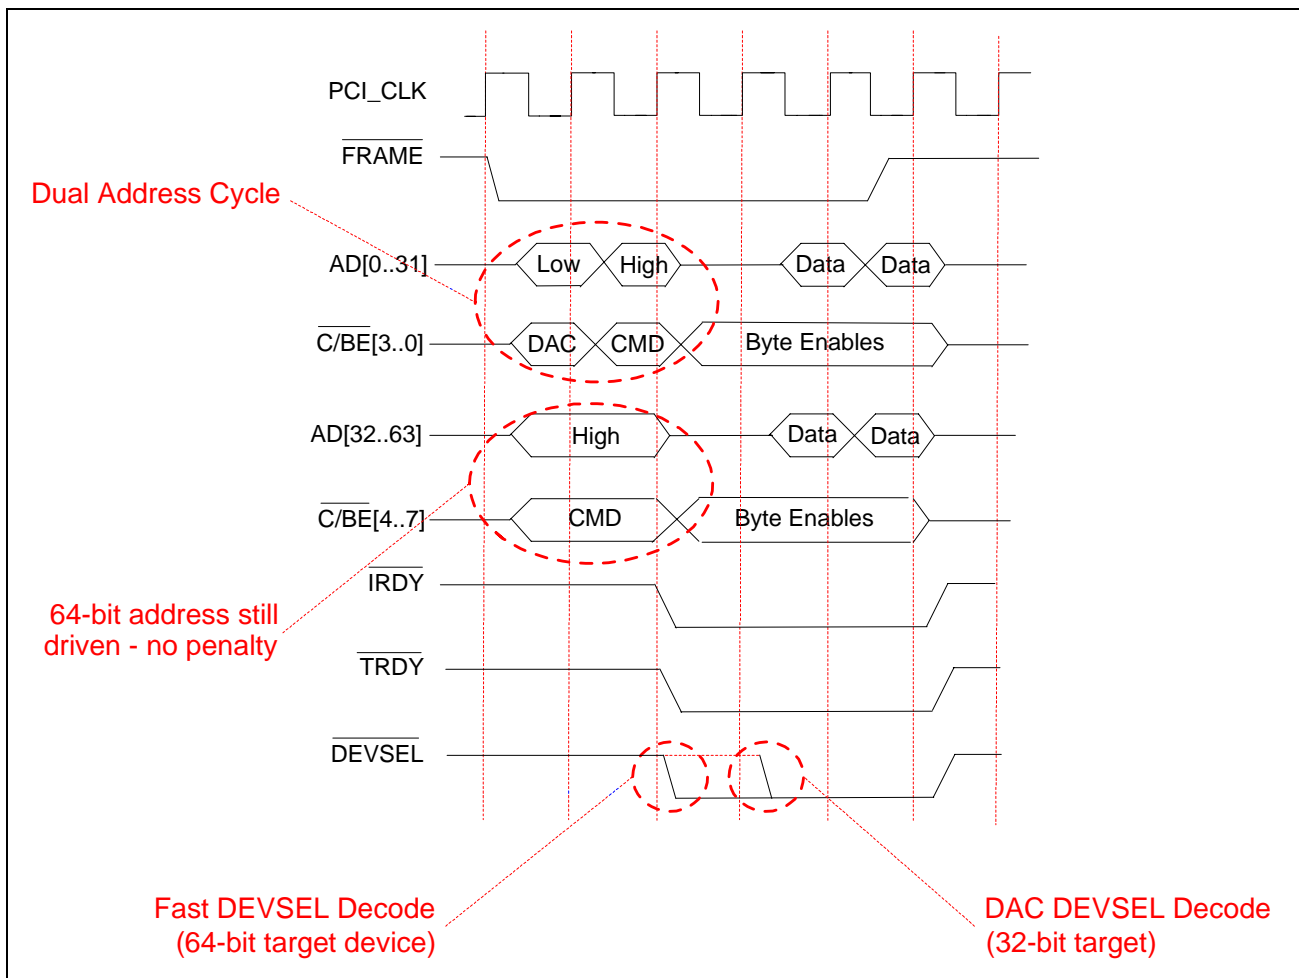 PCI_CLK
FRAME
Dual Address Cycle
AD[0..31] Low High Data Data
C/BE[3..0] DAC CMD Byte Enables
AD[32..63] High Data Data
C/BE[4..7] CMD Byte Enables
IRDY
64-bit address still
driven - no penalty
TRDY
DEVSEL
Fast DEVSEL Decode
(64-bit target device)
DAC DEVSEL Decode
(32-bit target)